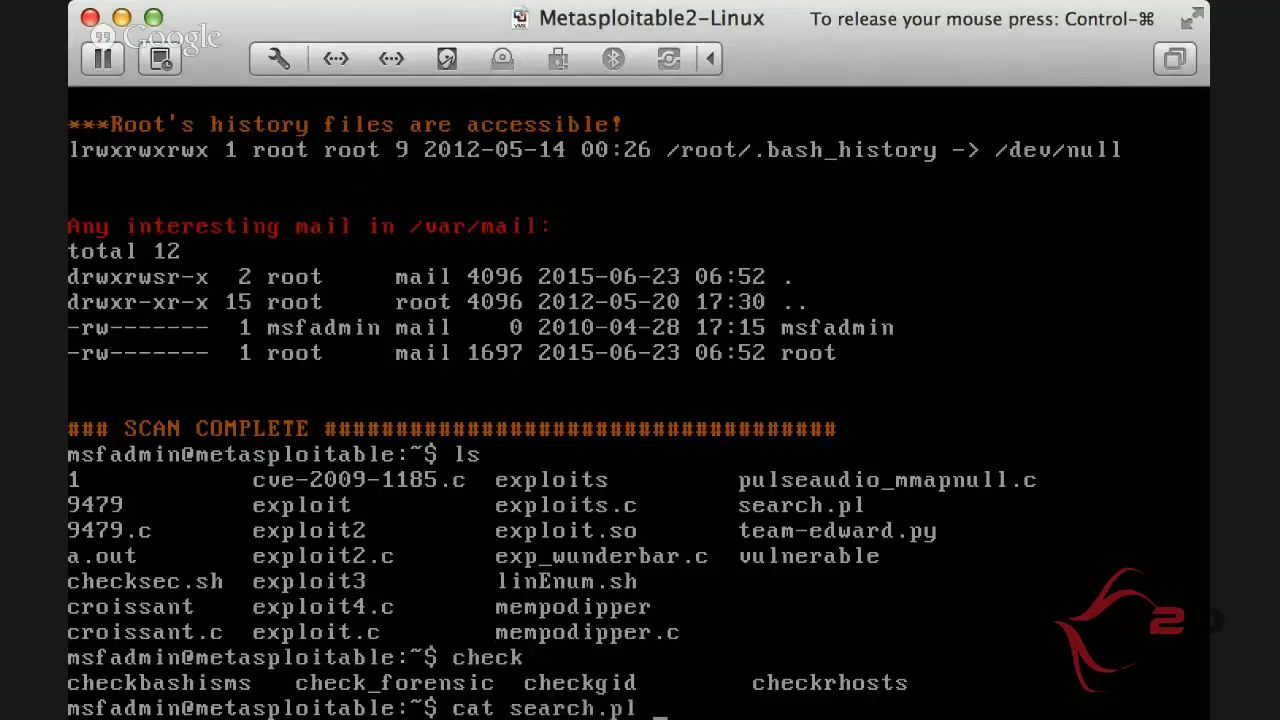 Metasploitable2-Linux
To release your mouse press: Control-⌘
Google
***Root's history files are accessible!
lrwxrwxrwx 1 root root 9 2012-05-14 00:26 /root/.bash_history -> /dev/null
Any interesting mail in /var/mail:
total 12
drwxrwsr-x  2 root     mail 4096 2015-06-23 06:52 .
drwxr-xr-x 15 root     root 4096 2012-05-20 17:30 ..
-rw-------  1 msfadmin mail    0 2010-04-28 17:15 msfadmin
-rw-------  1 root     mail 1697 2015-06-23 06:52 root
### SCAN COMPLETE ####################################
msfadmin@metasploitable:~$ ls
1            cve-2009-1185.c  exploits         pulseaudio_mmapnull.c
9479         exploit          exploits.c       search.pl
9479.c       exploit2         exploit.so       team-edward.py
a.out        exploit2.c       exp_wunderbar.c  vulnerable
checksec.sh  exploit3         linEnum.sh
croissant    exploit4.c       mempodipper
croissant.c  exploit.c        mempodipper.c
msfadmin@metasploitable:~$ check
checkbashisms   check_forensic  checkgid        checkrhosts
msfadmin@metasploitable:~$ cat search.pl _
2